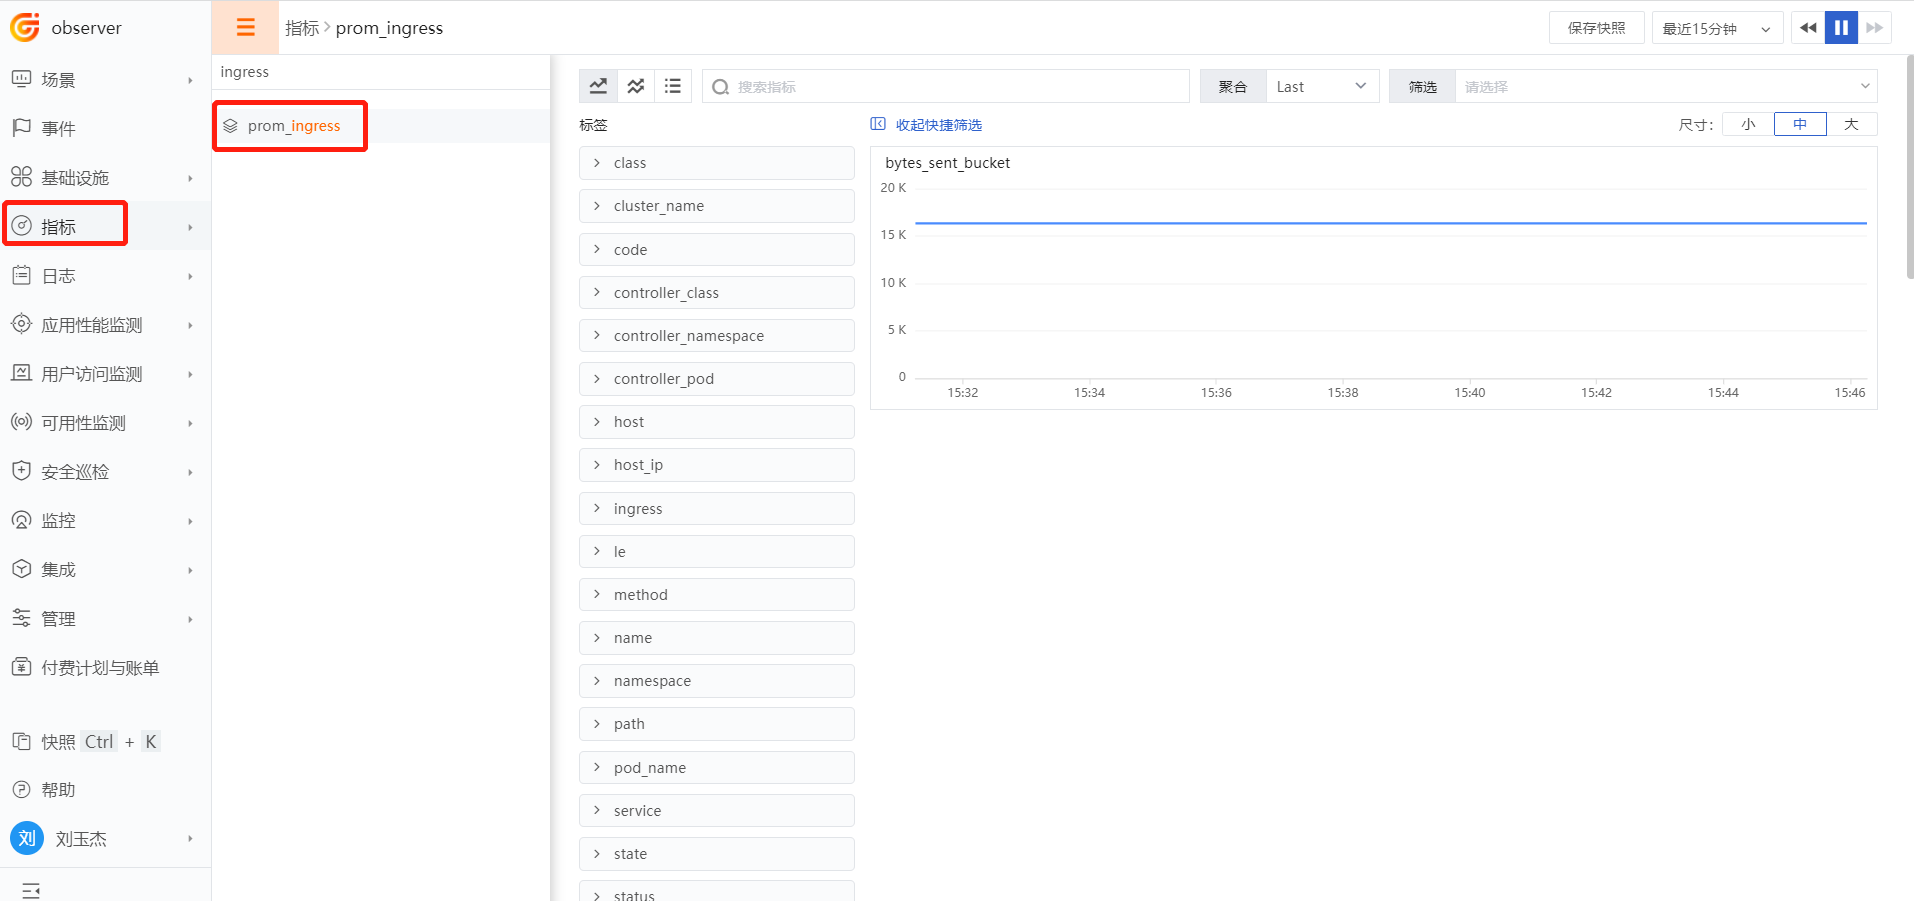 observer
指标 > prom_ingress
保存快照
最近15分钟
场景
事件
基础设施
指标
日志
应用性能监测
用户访问监测
可用性监测
安全巡检
监控
集成
管理
付费计划与账单
快照 Ctrl + K
帮助
刘 刘玉杰
ingress
prom_ingress
搜索指标
聚合 Last
筛选 请选择
标签
收起快捷筛选
尺寸: 小 中 大
class
cluster_name
code
controller_class
controller_namespace
controller_pod
host
host_ip
ingress
le
method
name
namespace
path
pod_name
service
state
status
bytes_sent_bucket
20 K
15 K
10 K
5 K
0
15:32 15:34 15:36 15:38 15:40 15:42 15:44 15:46